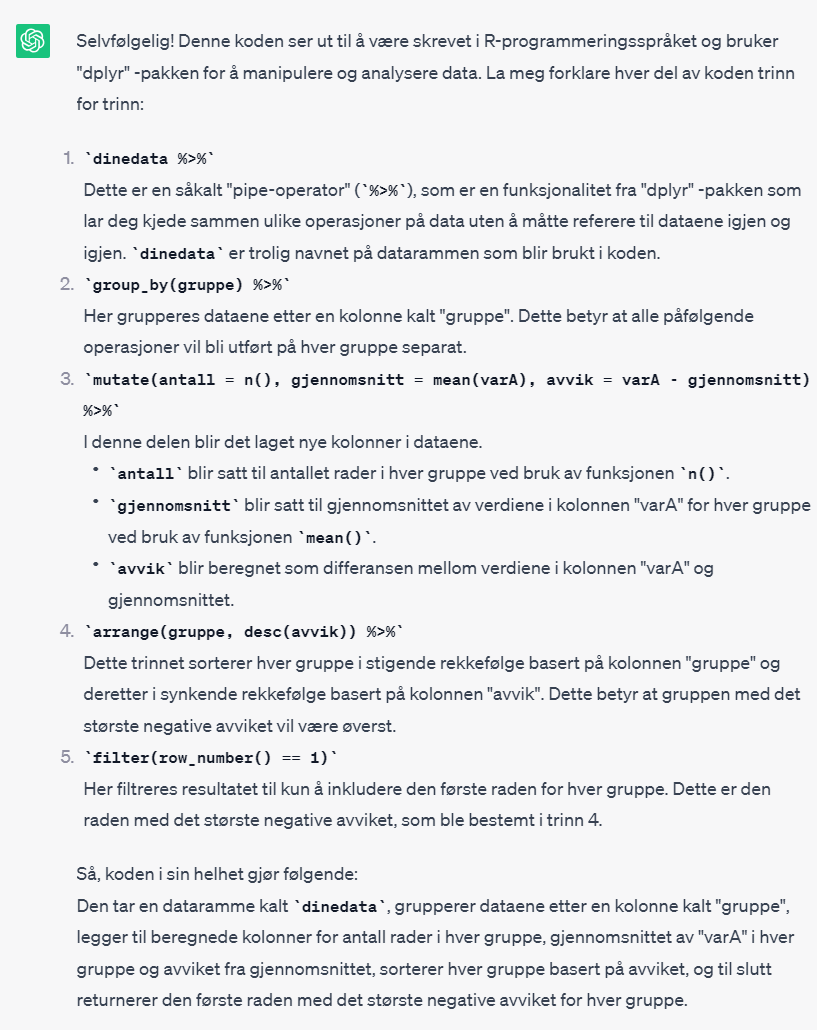 Selvfølgelig! Denne koden ser ut til å være skrevet i R-programmeringsspråket og bruker
"dplyr" -pakken for å manipulere og analysere data. La meg forklare hver del av koden trinn
for trinn:
1. `dinedata %>%`
Dette er en såkalt "pipe-operator" (`%>%`), som er en funksjonalitet fra "dplyr" -pakken som
lar deg kjede sammen ulike operasjoner på data uten å måtte referere til dataene igjen og
igjen. `dinedata` er trolig navnet på datarammen som blir brukt i koden.
2. `group_by(gruppe) %>%`
Her grupperes dataene etter en kolonne kalt "gruppe". Dette betyr at alle påfølgende
operasjoner vil bli utført på hver gruppe separat.
3. `mutate(antall = n(), gjennomsnitt = mean(varA), avvik = varA - gjennomsnitt)
%>%`
I denne delen blir det laget nye kolonner i dataene.
• `antall` blir satt til antallet rader i hver gruppe ved bruk av funksjonen `n()`.
• `gjennomsnitt` blir satt til gjennomsnittet av verdiene i kolonnen "varA" for hver gruppe
ved bruk av funksjonen `mean()`.
• `avvik` blir beregnet som differansen mellom verdiene i kolonnen "varA" og
gjennomsnittet.
4. `arrange(gruppe, desc(avvik)) %>%`
Dette trinnet sorterer hver gruppe i stigende rekkefølge basert på kolonnen "gruppe" og
deretter i synkende rekkefølge basert på kolonnen "avvik". Dette betyr at gruppen med det
største negative avviket vil være øverst.
5. `filter(row_number() == 1)`
Her filtreres resultatet til kun å inkludere den første raden for hver gruppe. Dette er den
raden med det største negative avviket, som ble bestemt i trinn 4.
Så, koden i sin helhet gjør følgende:
Den tar en dataramme kalt `dinedata`, grupperer dataene etter en kolonne kalt "gruppe",
legger til beregnede kolonner for antall rader i hver gruppe, gjennomsnittet av "varA" i hver
gruppe og avviket fra gjennomsnittet, sorterer hver gruppe basert på avviket, og til slutt
returnerer den første raden med det største negative avviket for hver gruppe.